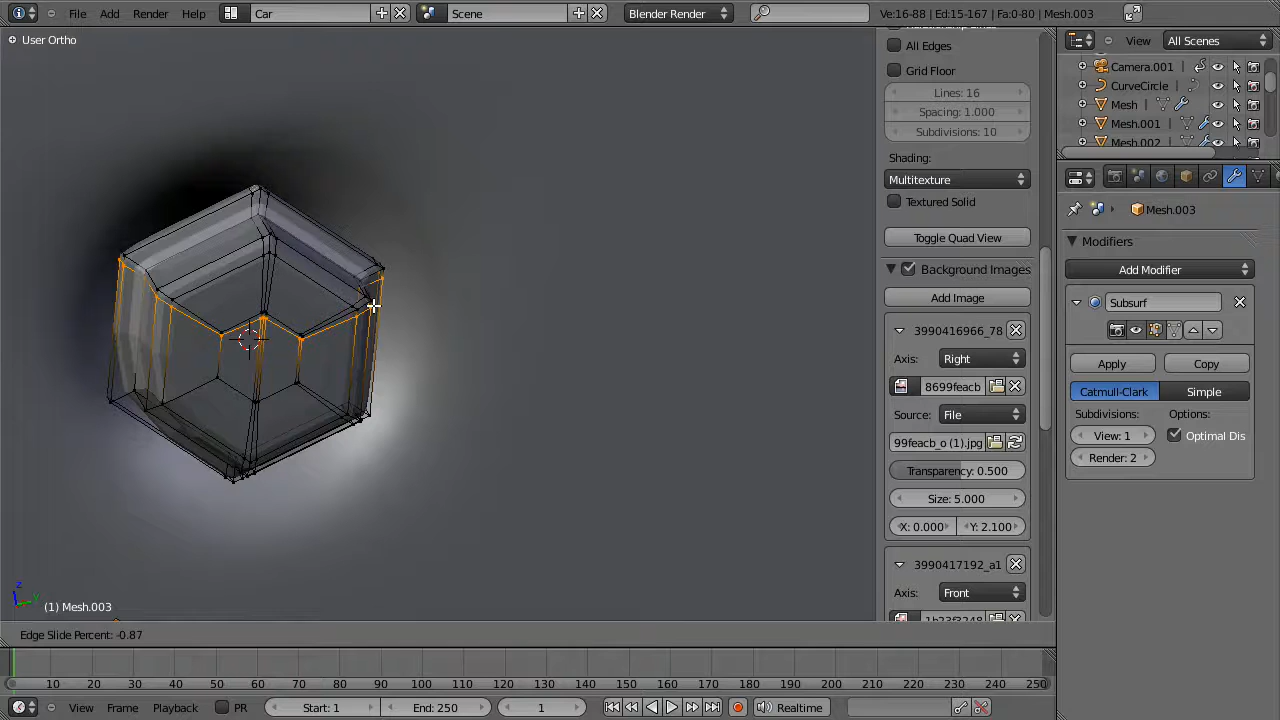 File Add Render Help Car Scene Blender Render Ve:16-88 | Ed:15-167 | Fa:0-80 | Mesh.003
User Ortho
View All Scenes
Camera.001
CurveCircle
Mesh
Mesh.001
Mesh.002
All Edges
Grid Floor
Lines: 16
Spacing: 1.000
Subdivisions: 10
Shading:
Multitexture
Textured Solid
Toggle Quad View
Background Images
Add Image
3990416966_78
Axis: Right
8699feacb
Source: File
99feacb_o (1).jpg
Transparency: 0.500
Size: 5.000
X: 0.000 Y: 2.100
3990417192_a1
Axis: Front
Mesh.003
Modifiers
Add Modifier
Subsurf
Apply Copy
Catmull-Clark Simple
Subdivisions: Options:
View: 1 Optimal Dis
Render: 2
z
y
(1) Mesh.003
Edge Slide Percent: -0.87
10 20 30 40 50 60 70 80 90 100 110 120 130 140 150 160 170 180 190 200 210 220 230 240 250
View Frame Playback PR Start: 1 End: 250 1 Realtime